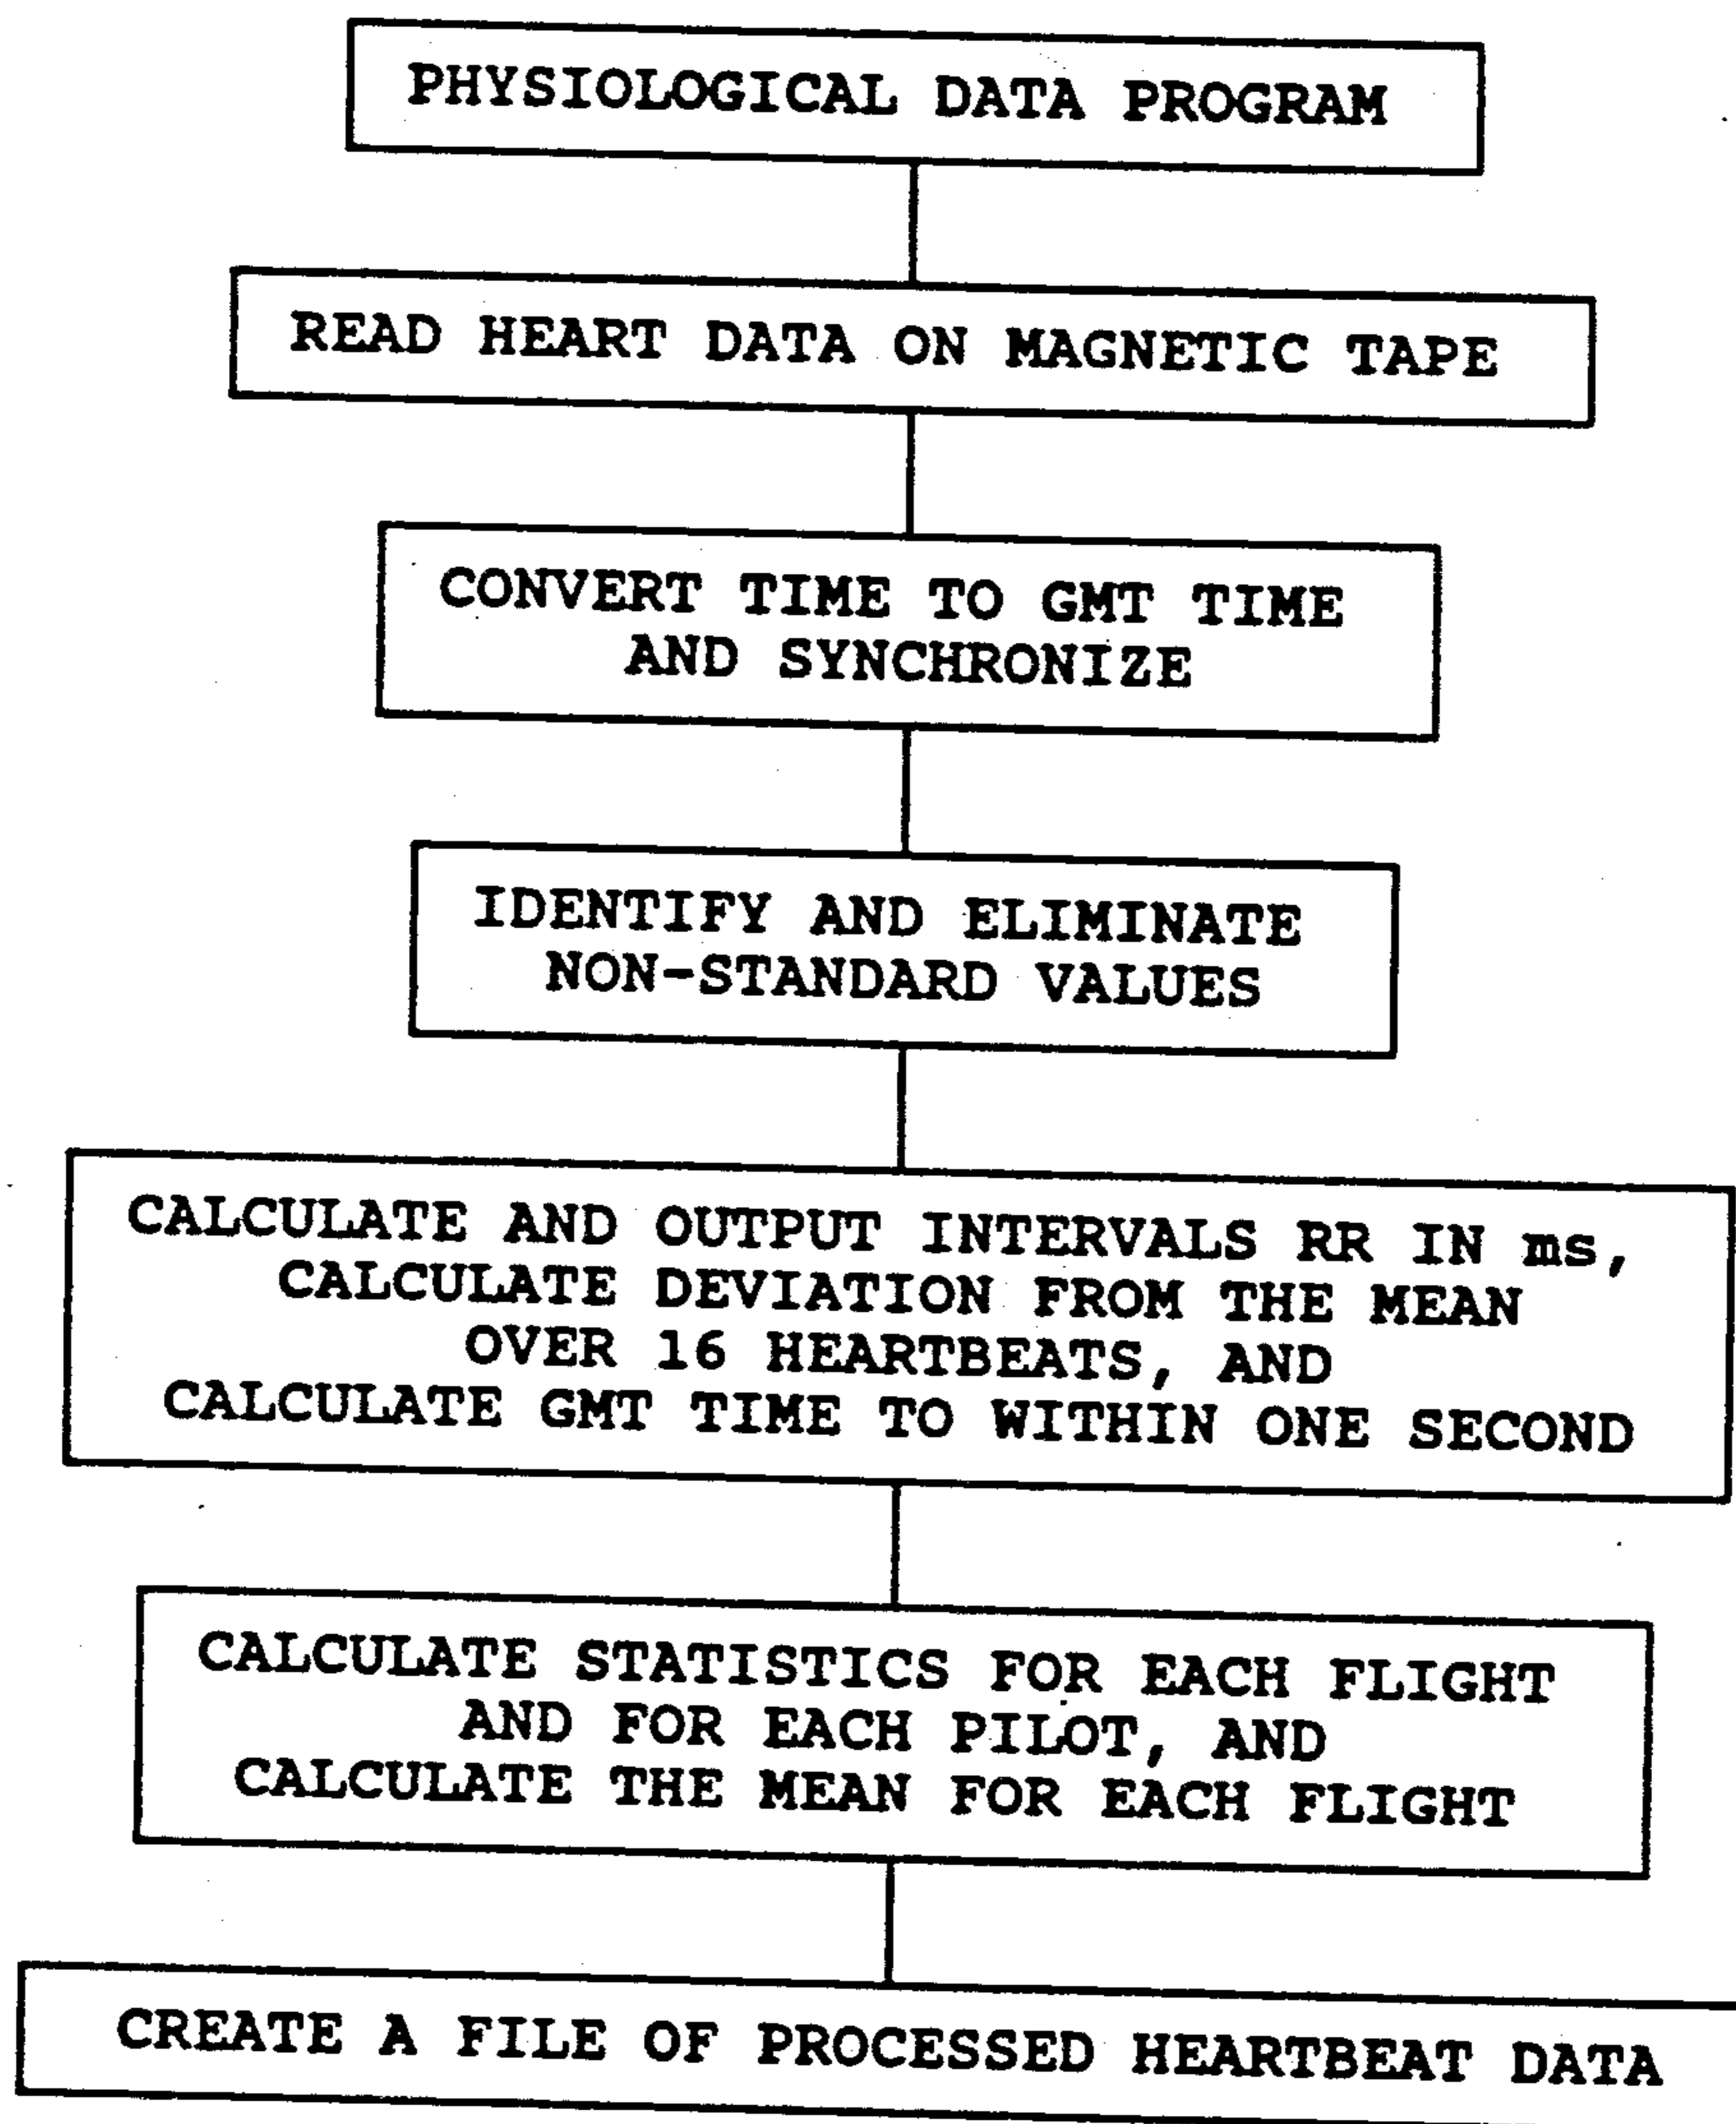 PHYSIOLOGICAL DATA PROGRAM
READ HEART DATA ON MAGNETIC TAPE
CONVERT TIME TO GMT TIME
AND SYNCHRONIZE
IDENTIFY AND ELIMINATE
NON-STANDARD VALUES
CALCULATE AND OUTPUT INTERVALS RR IN ms,
CALCULATE DEVIATION FROM THE MEAN
OVER 16 HEARTBEATS, AND
CALCULATE GMT TIME TO WITHIN ONE SECOND
CALCULATE STATISTICS FOR EACH FLIGHT
AND FOR EACH PILOT, AND
CALCULATE THE MEAN FOR EACH FLIGHT
CREATE A FILE OF PROCESSED HEARTBEAT DATA